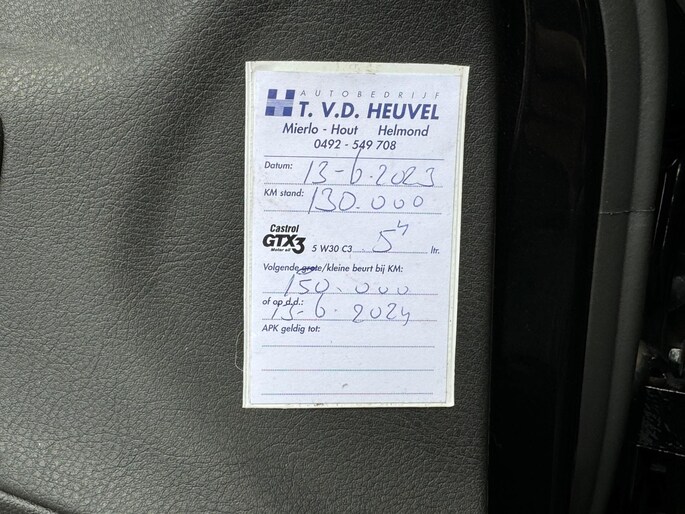 AUTOBEDRIJF
T. V.D. HEUVEL
Mierlo - Hout Helmond
0492 - 549 708
Datum: 13-6-2023
KM stand: 130.000
Castrol
GTX3
Motor oil
5 W30 C3 5 ltr.
Volgende grote/kleine beurt bij KM:
150.000
of op d.d.:
13-6-2024
APK geldig tot: